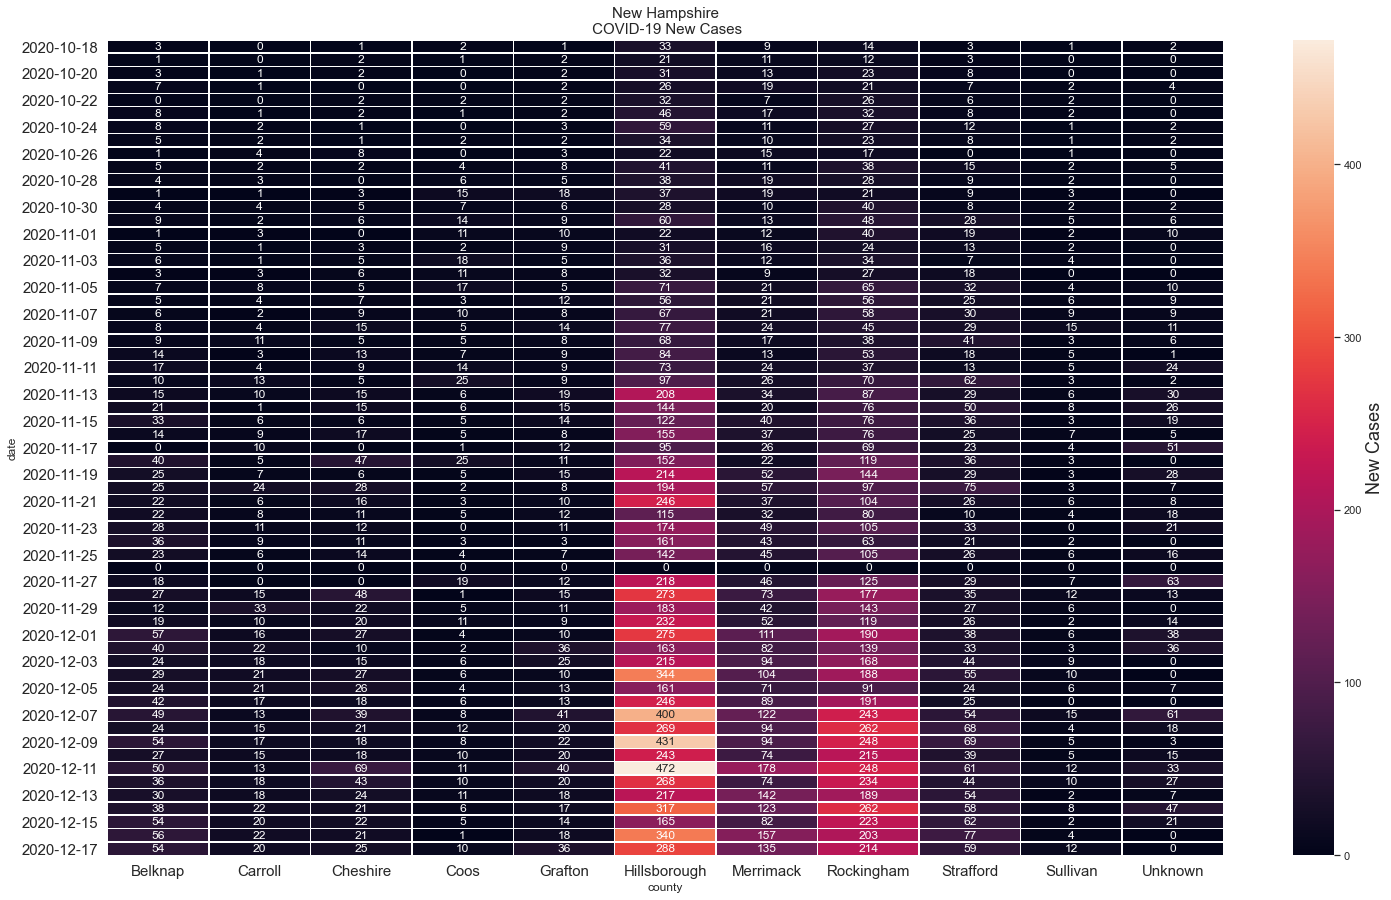 New Hampshire
COVID-19 New Cases
2020-10-18 3 0 1 2 1 33 9 14 3 1 2
1 0 2 1 2 21 11 12 3 0 0
2020-10-20 3 1 2 0 2 31 13 23 8 0 0
7 1 0 0 2 26 19 21 7 2 4
2020-10-22 0 0 2 2 2 32 7 26 6 2 0
8 1 2 1 2 46 17 32 8 2 0
2020-10-24 8 2 1 0 3 59 11 27 12 1 2
5 2 1 2 2 34 10 23 8 1 2
2020-10-26 1 4 8 0 3 22 15 17 0 1 0
5 2 2 4 8 41 11 38 15 2 5
2020-10-28 4 3 0 6 5 38 19 28 9 2 0
1 1 3 15 18 37 19 21 9 3 0
2020-10-30 4 4 5 7 6 28 10 40 8 2 2
9 2 6 14 9 60 13 48 28 5 6
2020-11-01 1 3 0 11 10 22 12 40 19 2 10
5 1 3 2 9 31 16 24 13 2 0
2020-11-03 6 1 5 18 5 36 12 34 7 4 0
3 3 6 11 8 32 9 27 18 0 0
2020-11-05 7 8 5 17 5 71 21 65 32 4 10
5 4 7 3 12 56 21 56 25 6 9
2020-11-07 6 2 9 10 8 67 21 58 30 9 9
8 4 15 5 14 77 24 45 29 15 11
2020-11-09 9 11 5 5 8 68 17 38 41 3 6
14 3 13 7 9 84 13 53 18 5 1
2020-11-11 17 4 9 14 9 73 24 37 13 5 24
10 13 5 25 9 97 26 70 62 3 2
2020-11-13 15 10 15 6 19 208 34 87 29 6 30
21 1 15 6 15 144 20 76 50 8 26
2020-11-15 33 6 6 5 14 122 40 76 36 3 19
14 9 17 5 8 155 37 76 25 7 5
2020-11-17 0 10 0 1 12 95 26 69 23 4 51
40 5 47 25 11 152 22 119 36 3 0
2020-11-19 25 7 6 5 15 214 52 144 29 3 28
25 24 28 2 8 194 57 97 75 3 7
2020-11-21 22 6 16 3 10 246 37 104 26 6 8
22 8 11 5 12 115 32 80 10 4 18
2020-11-23 28 11 12 0 11 174 49 105 33 0 21
36 9 11 3 3 161 43 63 21 2 0
2020-11-25 23 6 14 4 7 142 45 105 26 6 16
0 0 0 0 0 0 0 0 0 0 0
2020-11-27 18 0 0 19 12 218 46 125 29 7 63
27 15 48 1 15 273 73 177 35 12 13
2020-11-29 12 33 22 5 11 183 42 143 27 6 0
19 10 20 11 9 232 52 119 26 2 14
2020-12-01 57 16 27 4 10 275 111 190 38 6 38
40 22 10 2 36 163 82 139 33 3 36
2020-12-03 24 18 15 6 25 215 94 168 44 9 0
29 21 27 6 10 344 104 188 55 10 0
2020-12-05 24 21 26 4 13 161 71 91 24 6 7
42 17 18 6 13 246 89 191 25 0 0
2020-12-07 49 13 39 8 41 400 122 243 54 15 61
24 15 21 12 20 269 94 262 68 4 18
2020-12-09 54 17 18 8 22 431 94 248 69 5 3
27 15 18 10 20 243 74 215 39 5 15
2020-12-11 50 13 69 11 40 472 178 248 61 12 33
36 18 43 10 20 268 74 234 44 10 27
2020-12-13 30 18 24 11 18 217 142 189 54 2 7
38 22 21 6 17 317 123 262 58 8 47
2020-12-15 54 20 22 5 14 165 82 223 62 2 21
56 22 21 1 18 340 157 203 77 4 0
2020-12-17 54 20 25 10 36 288 135 214 59 12 0
Belknap Carroll Cheshire Coos Grafton Hillsborough Merrimack Rockingham Strafford Sullivan Unknown
county
date
400
300
200
100
0
New Cases